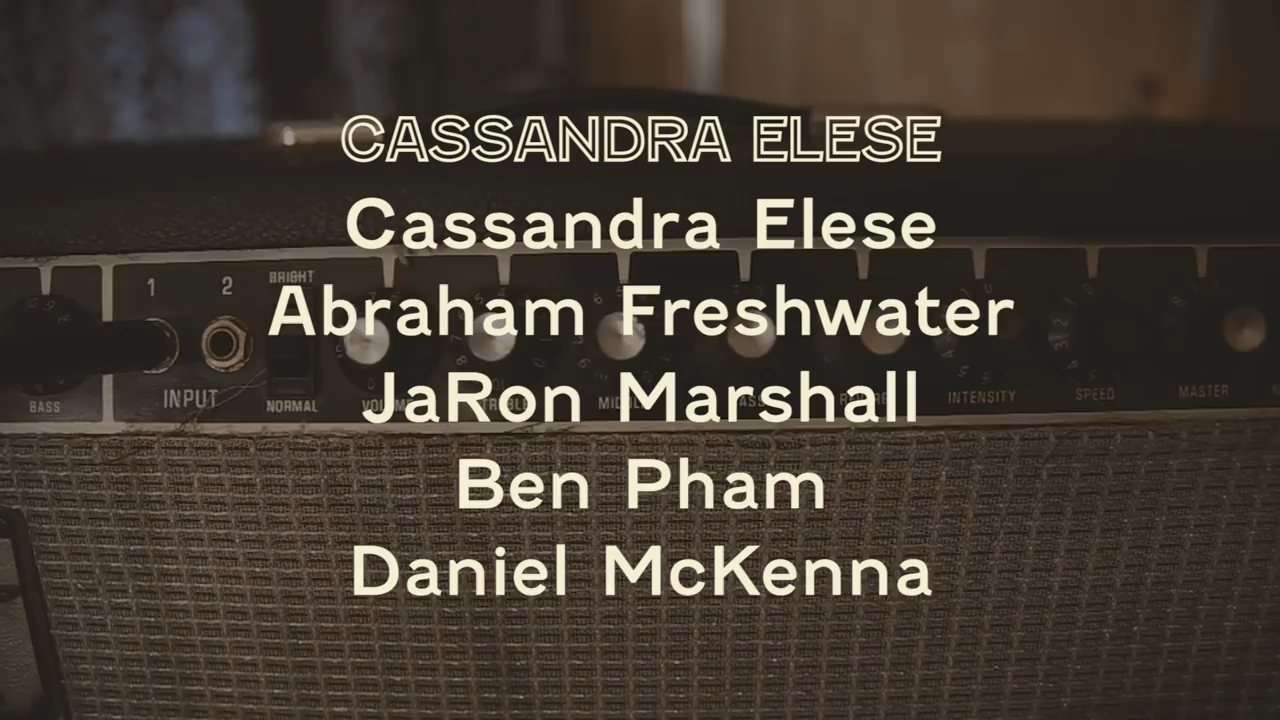 CASSANDRA ELESE
Cassandra Elese
Abraham Freshwater
JaRon Marshall
Ben Pham
Daniel McKenna
1 2 BRIGHT
BASS INPUT NORMAL INTENSITY SPEED MASTER